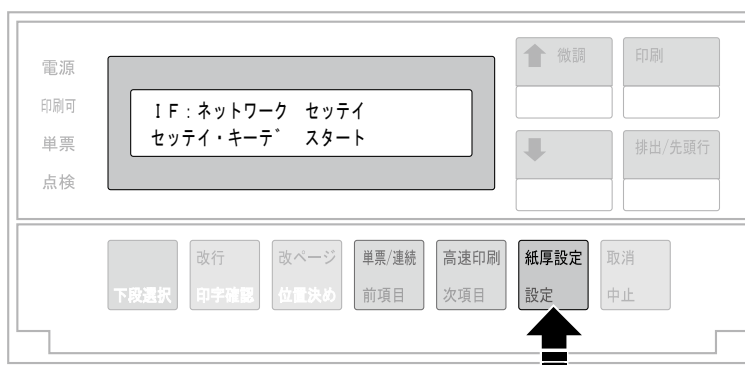 電源
印刷可
単票
点検
IF:ネットワーク セッテイ
セッテイ・キーデ゛ スタート
微調
印刷
排出/先頭行
下段選択
改行
印字確認
改ページ
位置決め
単票/連続
前項目
高速印刷
次項目
紙厚設定
設定
取消
中止